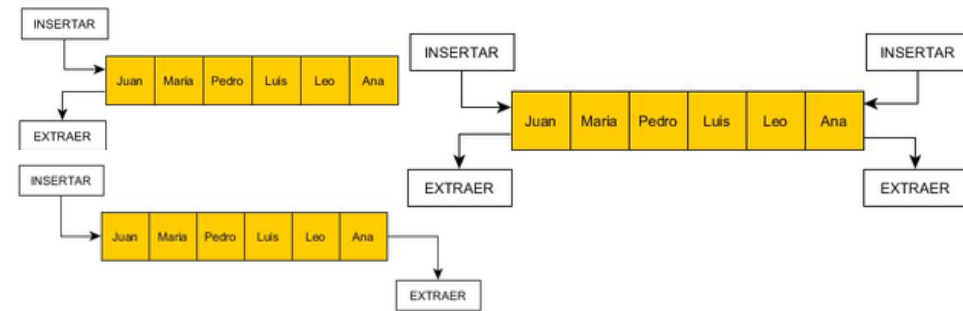 INSERTAR
Juan Maria Pedro Luis Leo Ana
EXTRAER
INSERTAR
Juan Maria Pedro Luis Leo Ana
EXTRAER
INSERTAR INSERTAR
Juan Maria Pedro Luis Leo Ana
EXTRAER EXTRAER